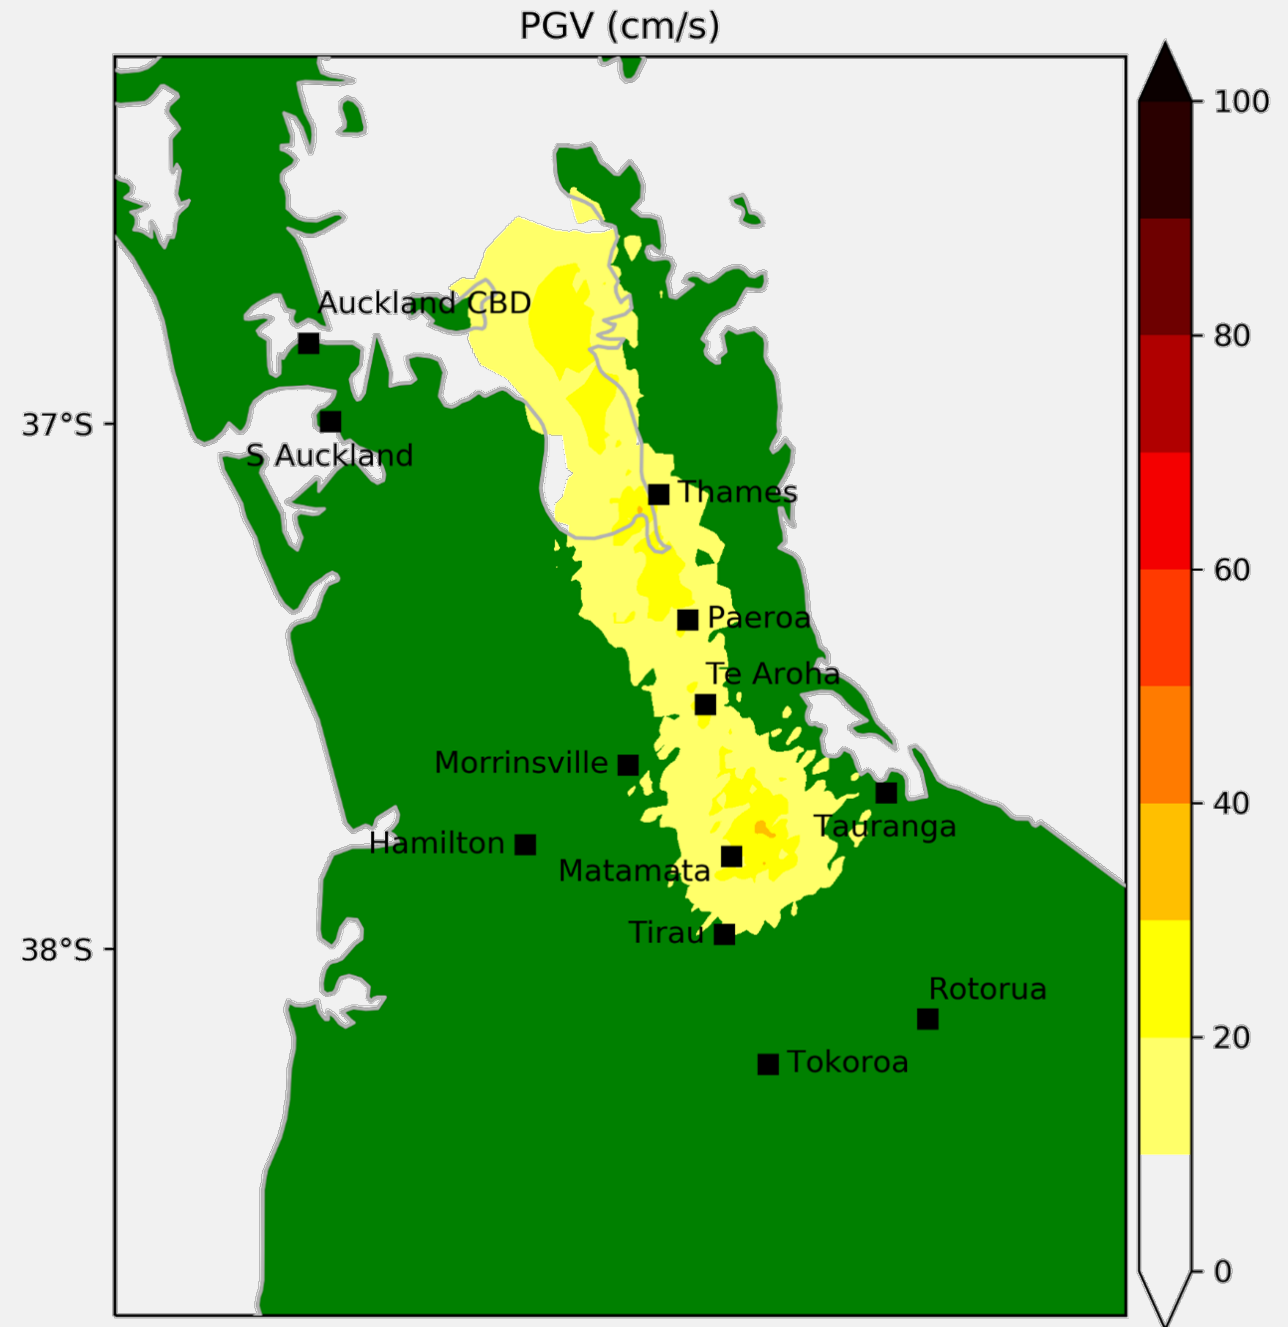 PGV (cm/s)
100
Auckland CBD
80
37°S
S Auckland
Thames
60
Paeroa
Te Aroha
Morrinsville
40
Tauranga
Hamilton
Matamata
Tirau
38°S
Rotorua
20
Tokoroa
0